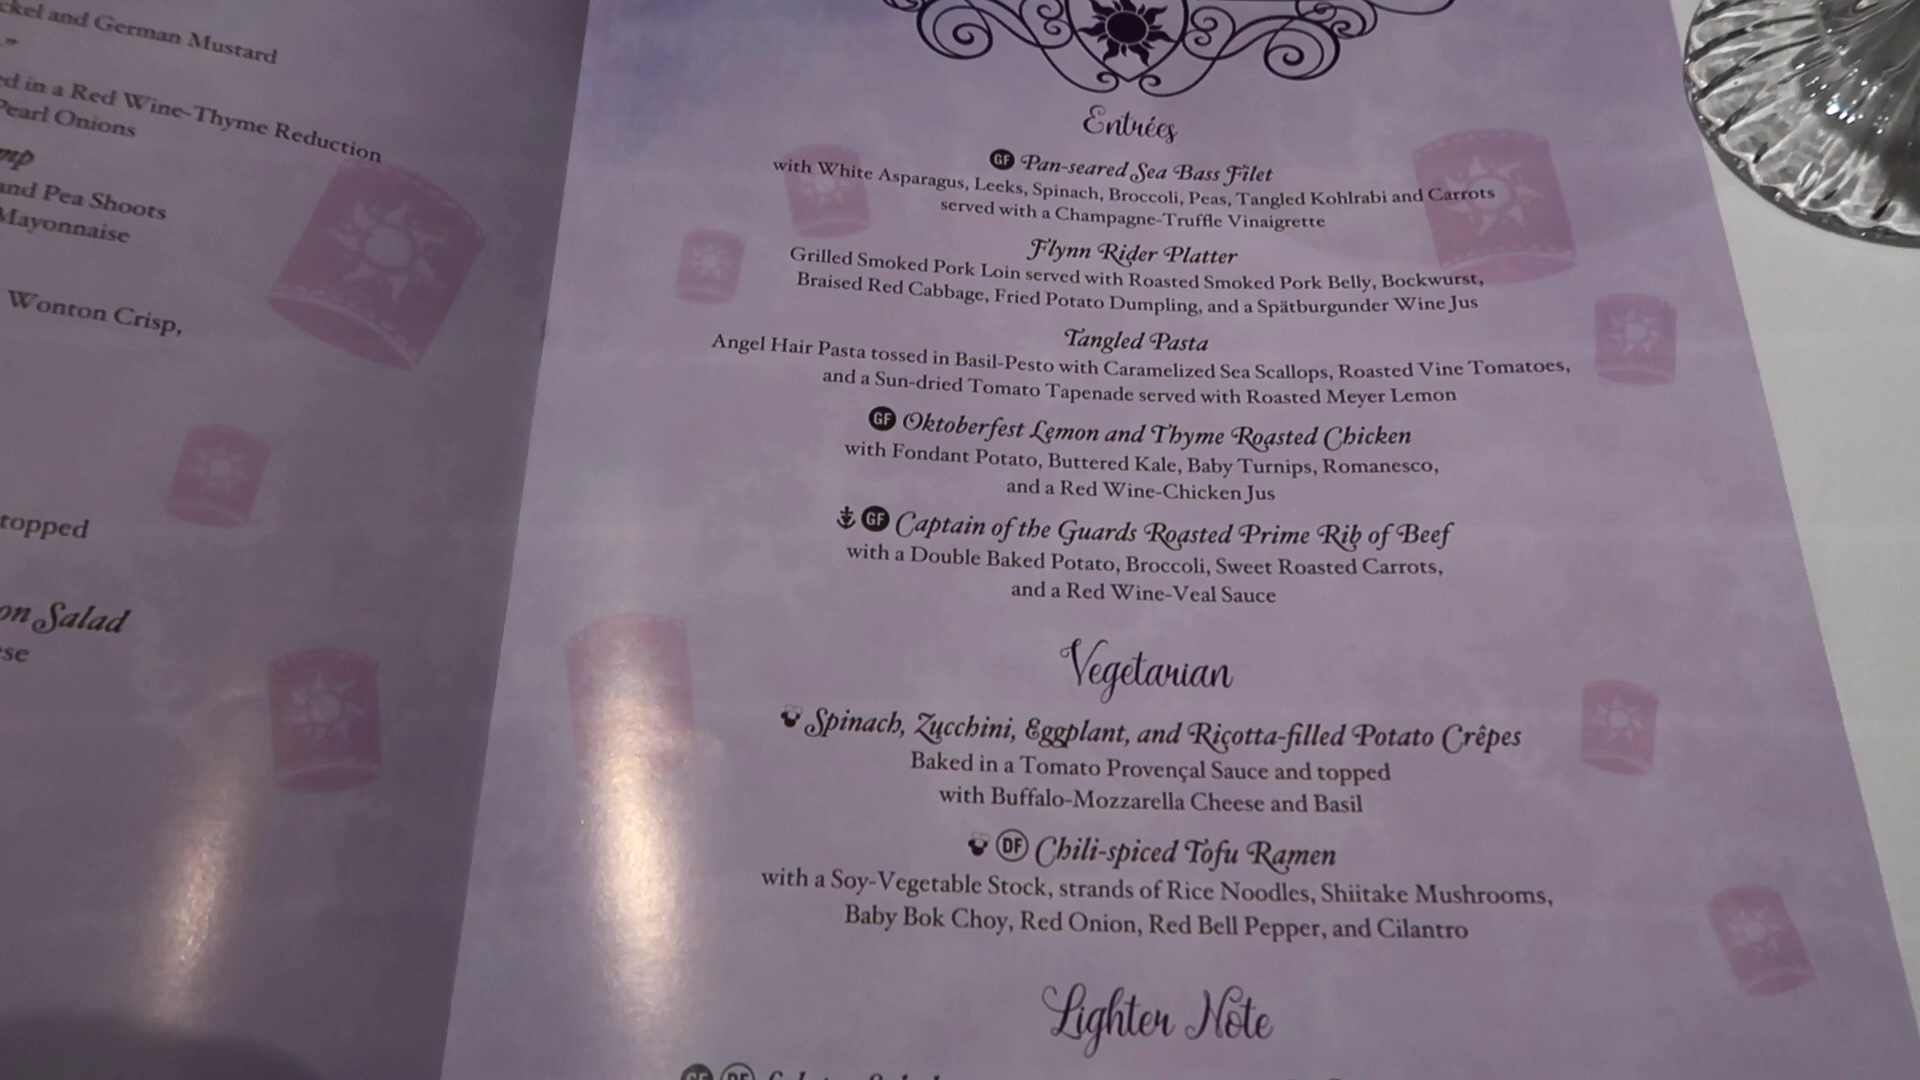 and German Mustard
in a Red Wine-Thyme Reduction
Pearl Onions
and Pea Shoots
Mayonnaise
Wonton Crisp,
topped
Salad
Entrées
GF Pan-seared Sea Bass Filet
with White Asparagus, Leeks, Spinach, Broccoli, Peas, Tangled Kohlrabi and Carrots
served with a Champagne-Truffle Vinaigrette
Flynn Rider Platter
Grilled Smoked Pork Loin served with Roasted Smoked Pork Belly, Bockwurst,
Braised Red Cabbage, Fried Potato Dumpling, and a Spätburgunder Wine Jus
Tangled Pasta
Angel Hair Pasta tossed in Basil-Pesto with Caramelized Sea Scallops, Roasted Vine Tomatoes,
and a Sun-dried Tomato Tapenade served with Roasted Meyer Lemon
GF Oktoberfest Lemon and Thyme Roasted Chicken
with Fondant Potato, Buttered Kale, Baby Turnips, Romanesco,
and a Red Wine-Chicken Jus
GF Captain of the Guards Roasted Prime Rib of Beef
with a Double Baked Potato, Broccoli, Sweet Roasted Carrots,
and a Red Wine-Veal Sauce
Vegetarian
Spinach, Zucchini, Eggplant, and Ricotta-filled Potato Crêpes
Baked in a Tomato Provençal Sauce and topped
with Buffalo-Mozzarella Cheese and Basil
DF Chili-spiced Tofu Ramen
with a Soy-Vegetable Stock, strands of Rice Noodles, Shiitake Mushrooms,
Baby Bok Choy, Red Onion, Red Bell Pepper, and Cilantro
Lighter Note